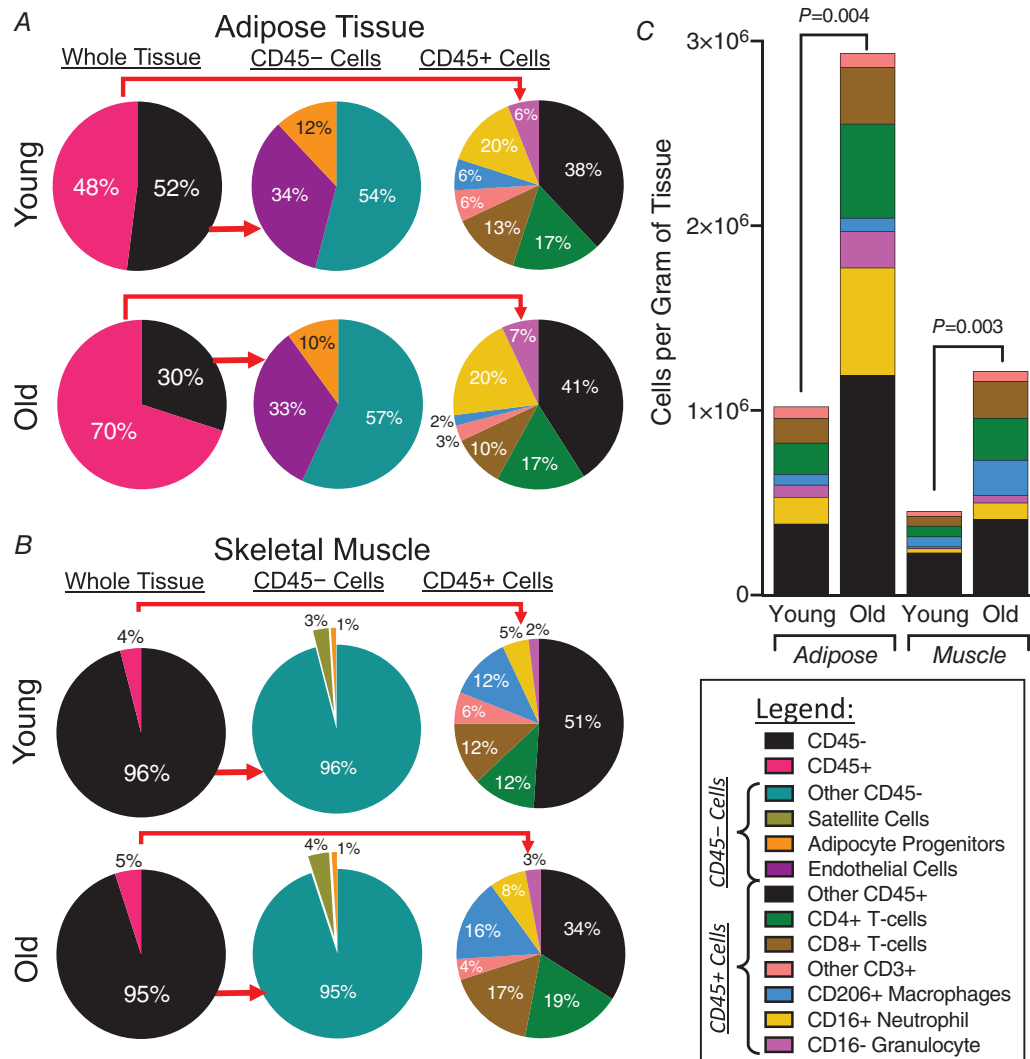 A
Adipose Tissue
Whole Tissue CD45− Cells CD45+ Cells
Young
48% 52%
12%
34% 54%
6%
20% 38%
6%
6%
13% 17%
Old
30%
70%
10%
33% 57%
7%
20% 41%
2%
3%
10% 17%
B
Skeletal Muscle
Whole Tissue CD45− Cells CD45+ Cells
Young
4%
96%
3% 1%
96%
5% 2%
12%
6% 51%
12% 12%
Old
5%
95%
4% 1%
95%
3%
8%
16% 34%
4%
17% 19%
C
P=0.004
P=0.003
Cells per Gram of Tissue
3×10⁶
2×10⁶
1×10⁶
0
Young Old Young Old
Adipose Muscle
Legend:
CD45-
CD45+
CD45− Cells
Other CD45-
Satellite Cells
Adipocyte Progenitors
Endothelial Cells
CD45+ Cells
Other CD45+
CD4+ T-cells
CD8+ T-cells
Other CD3+
CD206+ Macrophages
CD16+ Neutrophil
CD16- Granulocyte